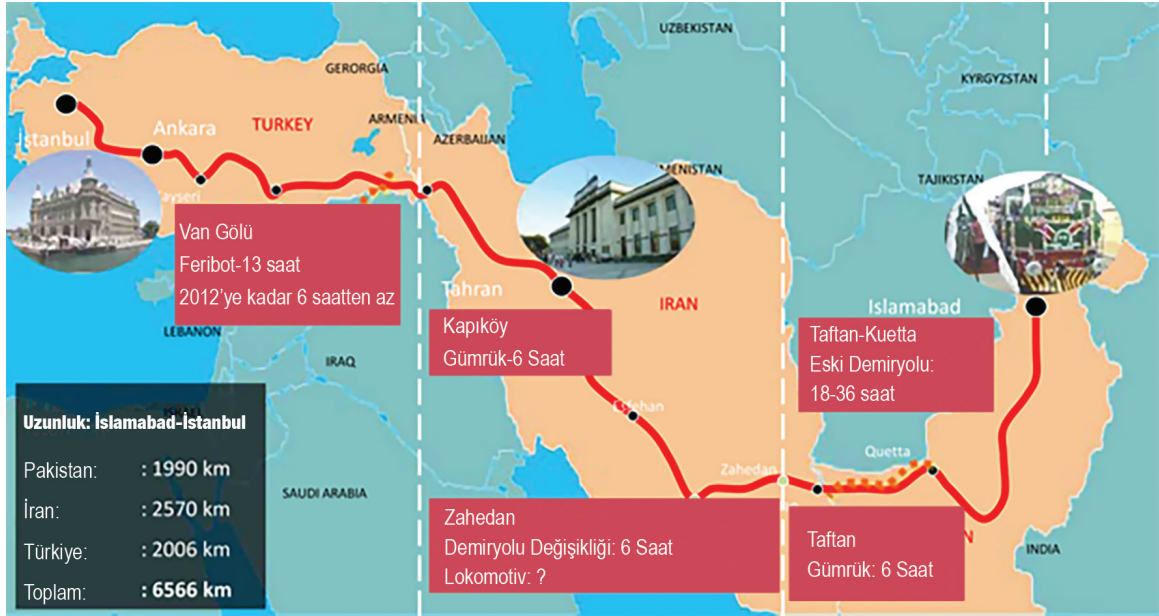 UZBEKISTAN
GERORGIA
KYRGYZSTAN
İstanbul
Ankara
TURKEY
ARMENIA
AZERBAIJAN
TAJIKISTAN
Van Gölü
Feribot-13 saat
2012'ye kadar 6 saatten az
Tahran
IRAN
Islamabad
LEBANON
IRAQ
Kapıköy
Gümrük-6 Saat
Taftan-Kuetta
Eski Demiryolu:
18-36 saat
Esfehan
Quetta
Zahedan
SAUDI ARABIA
INDIA
Uzunluk: İslamabad-İstanbul
Pakistan: : 1990 km
İran: : 2570 km
Türkiye: : 2006 km
Toplam: : 6566 km
Zahedan
Demiryolu Değişikliği: 6 Saat
Lokomotiv: ?
Taftan
Gümrük: 6 Saat